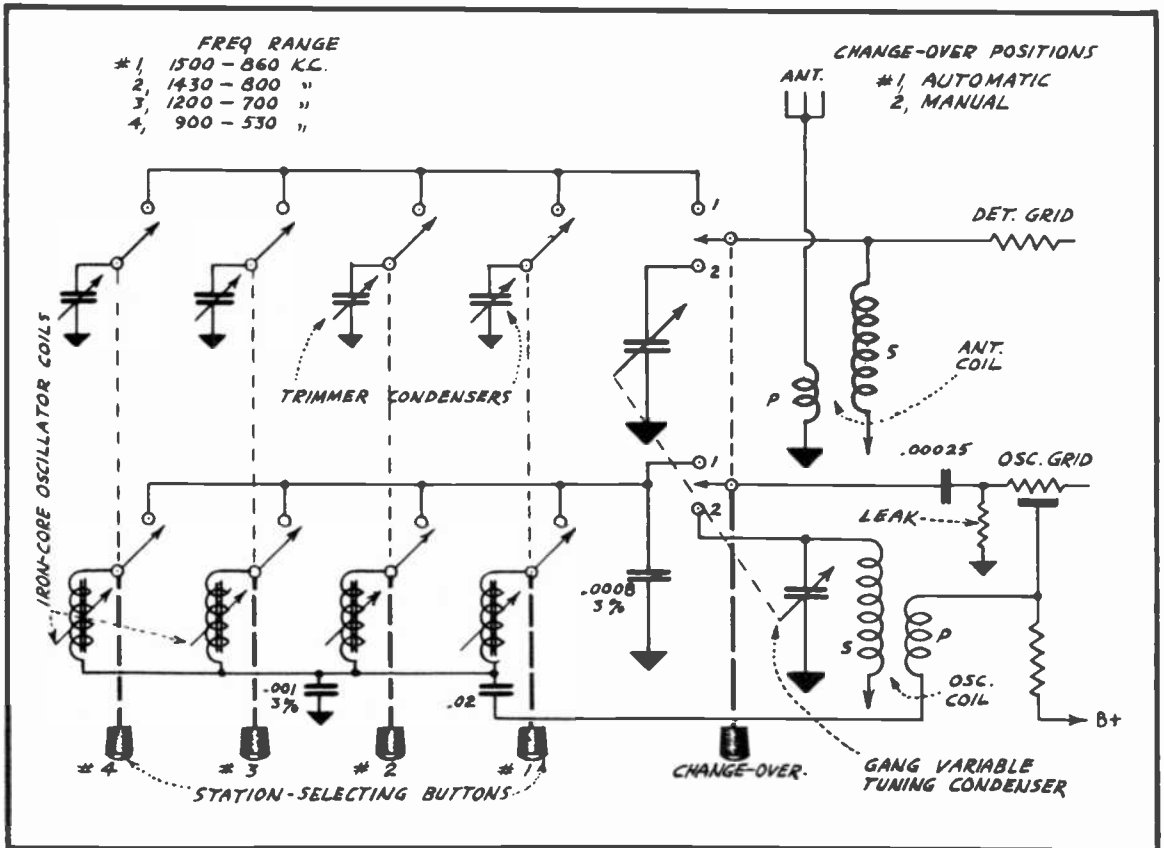 FREQ RANGE
#1, 1500 - 860 K.C.
2, 1430 - 800 "
3, 1200 - 700 "
4, 900 - 530 "
CHANGE-OVER POSITIONS
#1, AUTOMATIC
2, MANUAL
ANT.
1
DET. GRID
2
IRON-CORE OSCILLATOR COILS
TRIMMER CONDENSERS
S
P
ANT.
COIL
1
.00025
OSC. GRID
2
LEAK
.0008
3%
S
P
.001
3%
.02
OSC.
COIL
B+
#4
#3
#2
#1
CHANGE-OVER.
STATION-SELECTING BUTTONS
GANG VARIABLE
TUNING CONDENSER